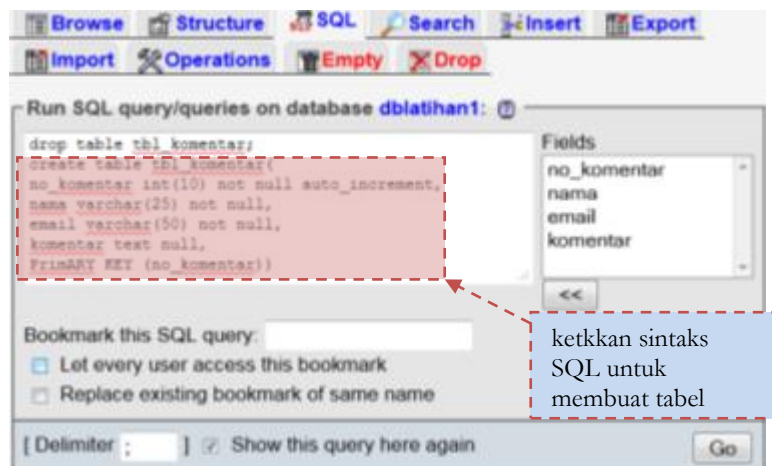 Browse Structure SQL Search Insert Export
Import Operations Empty Drop
Run SQL query/queries on database dblatihan1:
drop table tbl_komentar;
create table tbl_komentar(
no_komentar int(10) not null auto_increment,
nama varchar(25) not null,
email varchar(50) not null,
komentar text null,
PrimARY KEY (no_komentar))
Fields
no_komentar
nama
email
komentar
<<
Bookmark this SQL query:
Let every user access this bookmark
Replace existing bookmark of same name
ketkkan sintaks
SQL untuk
membuat tabel
[ Delimiter ; ] Show this query here again Go